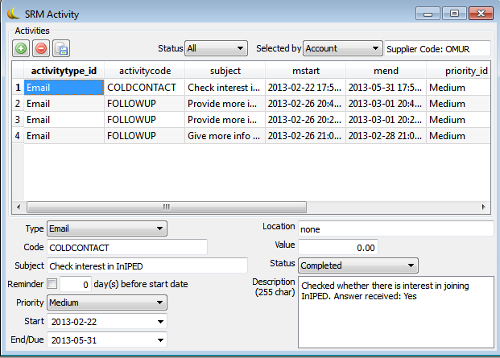 SRM Activity
Activities
Status All Selected by Account Supplier Code: OMUR
activitytype_id activitycode subject mstart mend priority_id
1 Email COLDCONTACT Check interest i... 2013-02-22 17:5... 2013-05-31 17:5... Medium
2 Email FOLLOWUP Provide more i... 2013-02-26 20:4... 2013-03-01 20:4... Medium
3 Email FOLLOWUP Provide more i... 2013-02-26 20:2... 2013-03-01 20:2... Medium
4 Email FOLLOWUP Give more info ... 2013-02-26 21:0... 2013-02-28 21:0... Medium
Type Email
Code COLDCONTACT
Subject Check interest in InIPED
Reminder 0 day(s) before start date
Priority Medium
Start 2013-02-22
End/Due 2013-05-31
Location none
Value 0.00
Status Completed
Description (255 char)
Checked whether there is interest in joining
InIPED. Answer received: Yes